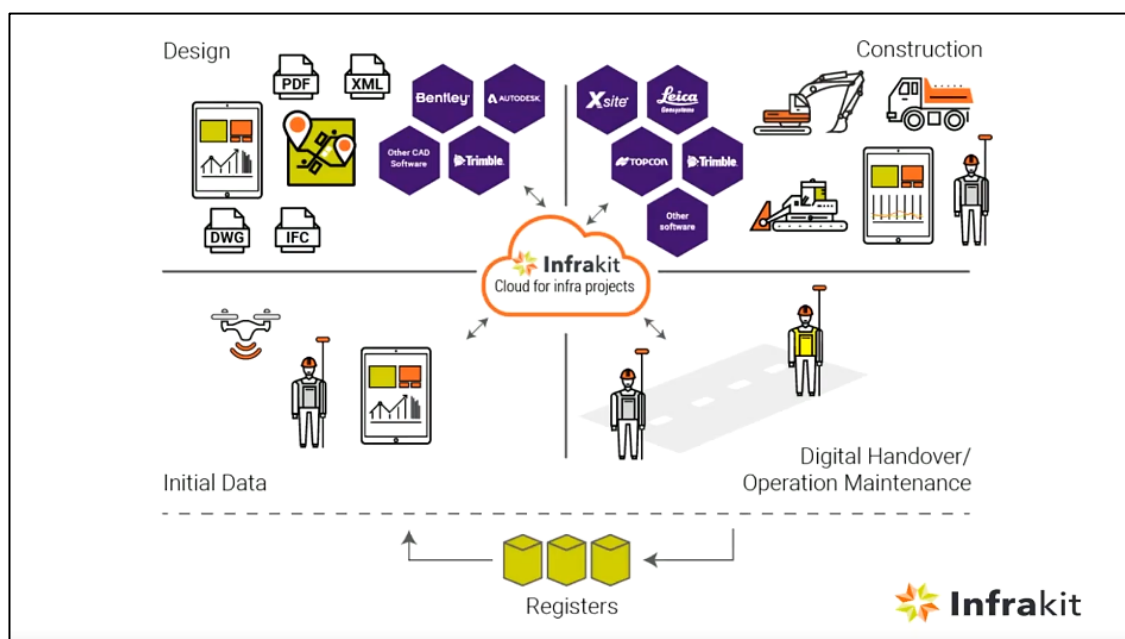 Design
PDF
XML
DWG
IFC
Bentley
AUTODESK
Other CAD
Software
Trimble
Construction
Xsite
Leica
Geosystems
TOPCON
Trimble
Other
software
Infrakit
Cloud for infra projects
Initial Data
Digital Handover/
Operation Maintenance
Registers
Infrakit